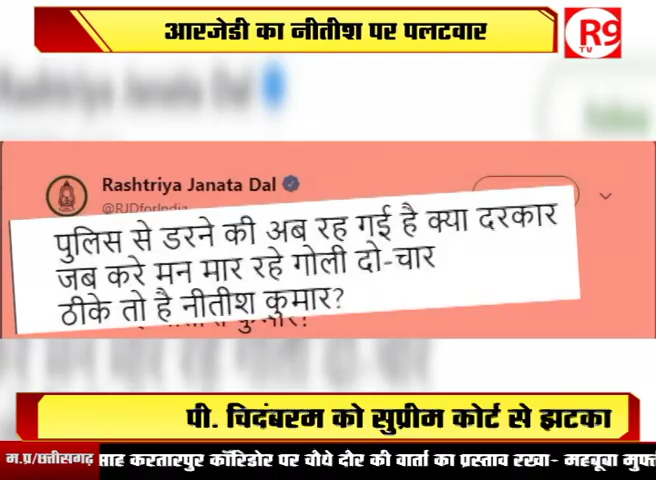 आरजेडी का नीतीश पर पलटवार
R9
TV
Rashtriya Janata Dal
@RJDforIndia
पुलिस से डरने की अब रह गई है क्या दरकार
जब करे मन मार रहे गोली दो-चार
ठीके तो है नीतीश कुमार?
पी. चिदंबरम को सुप्रीम कोर्ट से झटका
म.प्र/छत्तीसगढ़ साह करतारपुर कॉरिडोर पर चौथे दौर की वार्ता का प्रस्ताव रखा- महबूबा मुफ्त